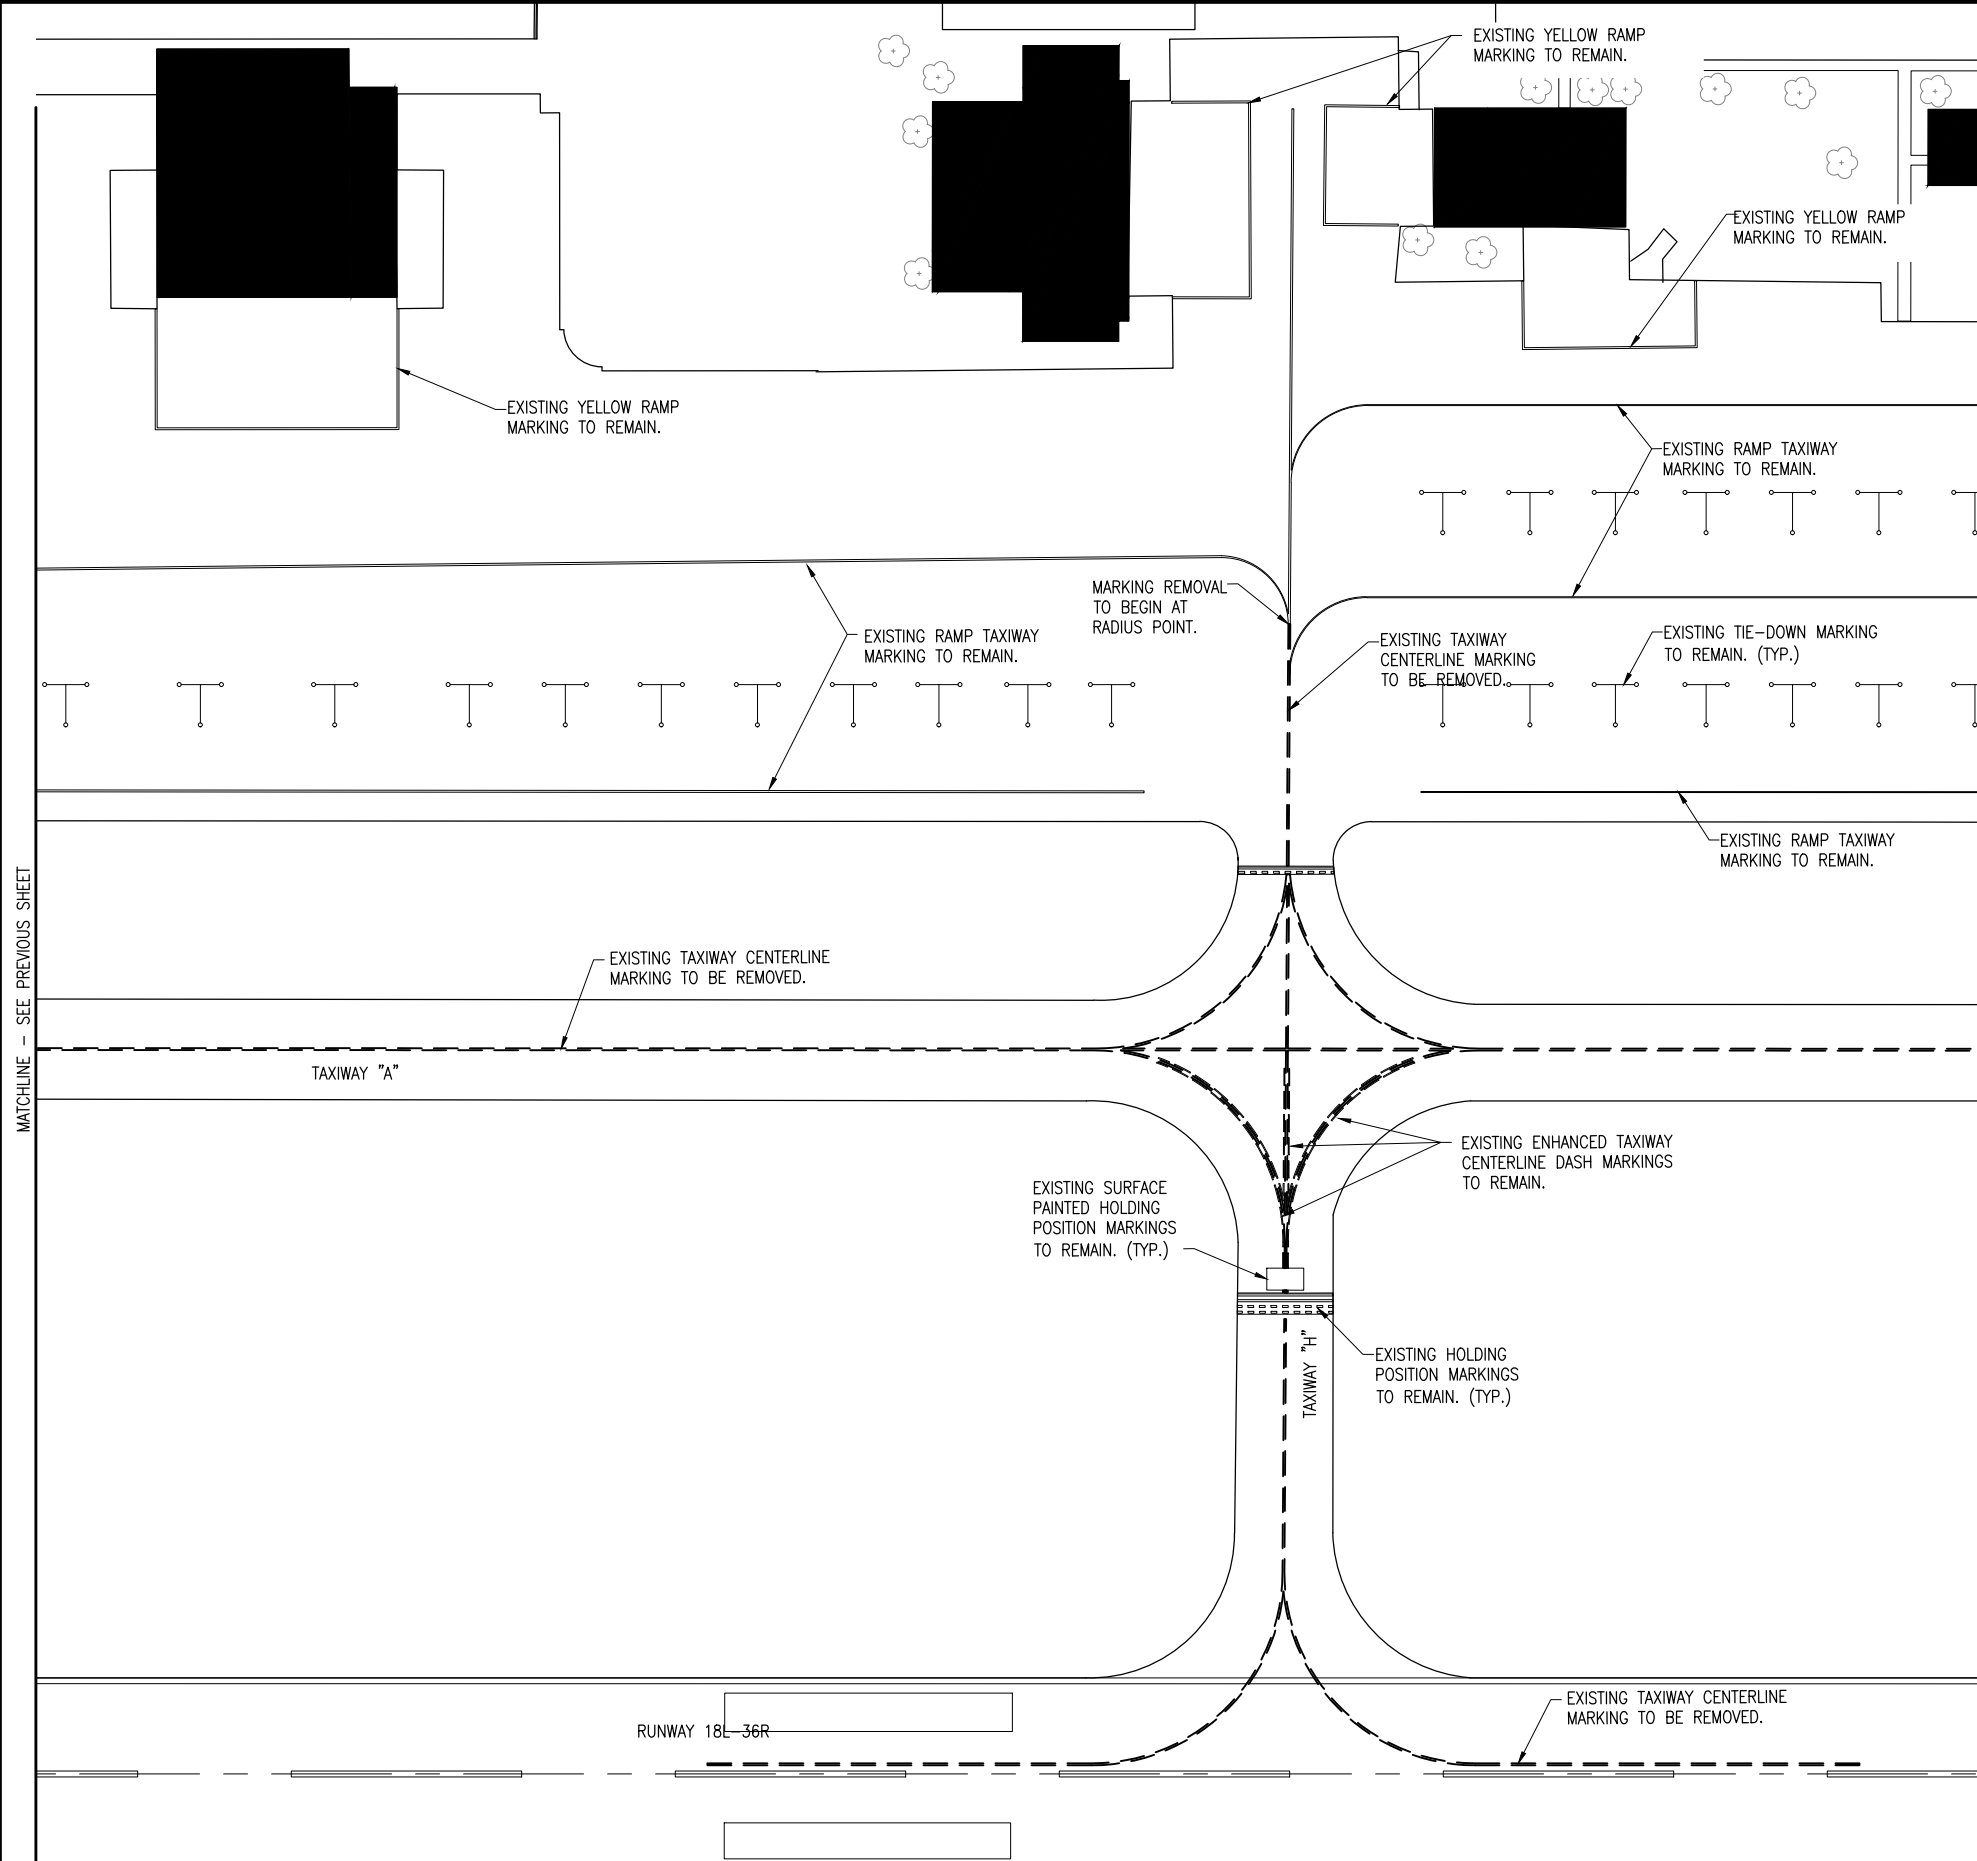 EXISTING YELLOW RAMP
MARKING TO REMAIN.
EXISTING YELLOW RAMP
MARKING TO REMAIN.
EXISTING YELLOW RAMP
MARKING TO REMAIN.
EXISTING RAMP TAXIWAY
MARKING TO REMAIN.
MARKING REMOVAL
TO BEGIN AT
RADIUS POINT.
EXISTING RAMP TAXIWAY
MARKING TO REMAIN.
EXISTING TAXIWAY
CENTERLINE MARKING
TO BE REMOVED.
EXISTING TIE-DOWN MARKING
TO REMAIN. (TYP.)
EXISTING RAMP TAXIWAY
MARKING TO REMAIN.
MATCHLINE - SEE PREVIOUS SHEET
EXISTING TAXIWAY CENTERLINE
MARKING TO BE REMOVED.
TAXIWAY "A"
EXISTING ENHANCED TAXIWAY
CENTERLINE DASH MARKINGS
TO REMAIN.
EXISTING SURFACE
PAINTED HOLDING
POSITION MARKINGS
TO REMAIN. (TYP.)
TAXIWAY "H"
EXISTING HOLDING
POSITION MARKINGS
TO REMAIN. (TYP.)
EXISTING TAXIWAY CENTERLINE
MARKING TO BE REMOVED.
RUNWAY 18L-36R